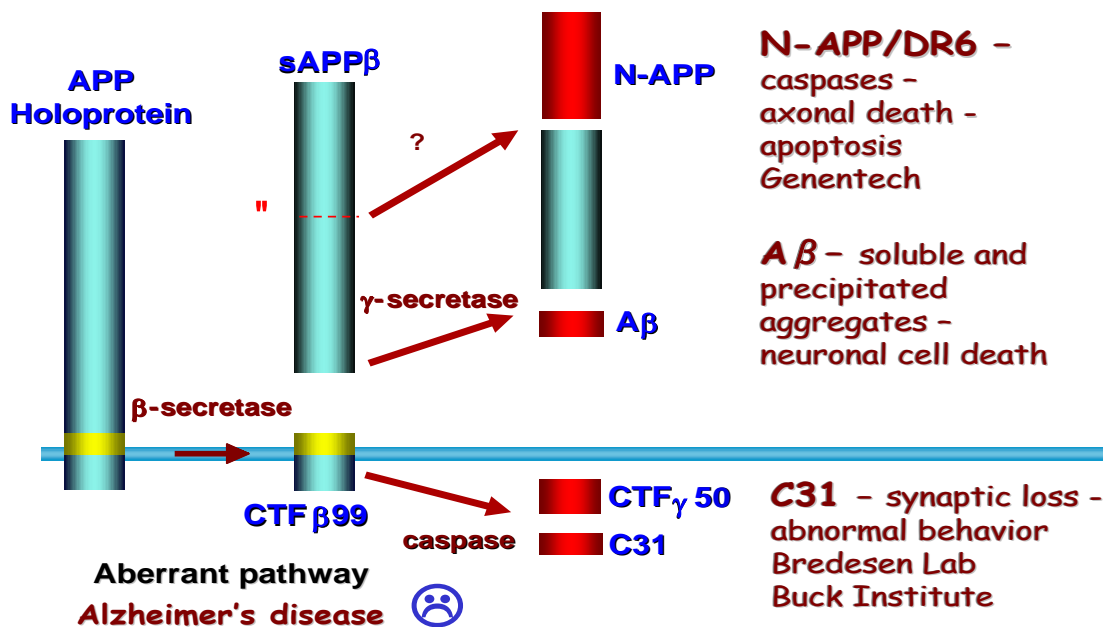 APP
Holoprotein
sAPPβ
?
"
γ-secretase
β-secretase
CTF β99
N-APP
Aβ
CTFγ 50
C31
caspase
Aberrant pathway
Alzheimer's disease
N-APP/DR6 –
caspases –
axonal death -
apoptosis
Genentech
Aβ – soluble and
precipitated
aggregates –
neuronal cell death
C31 – synaptic loss -
abnormal behavior
Bredesen Lab
Buck Institute